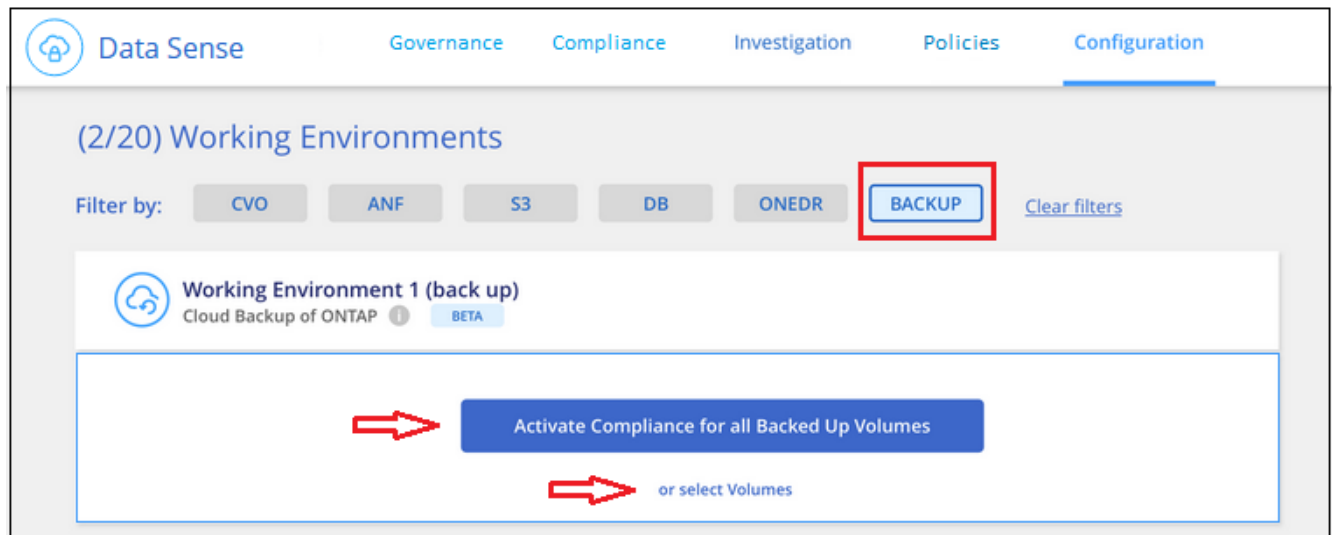 Data Sense Governance Compliance Investigation Policies Configuration
(2/20) Working Environments
Filter by: CVO ANF S3 DB ONEDR BACKUP Clear filters
Working Environment 1 (back up)
Cloud Backup of ONTAP i BETA
Activate Compliance for all Backed Up Volumes
or select Volumes